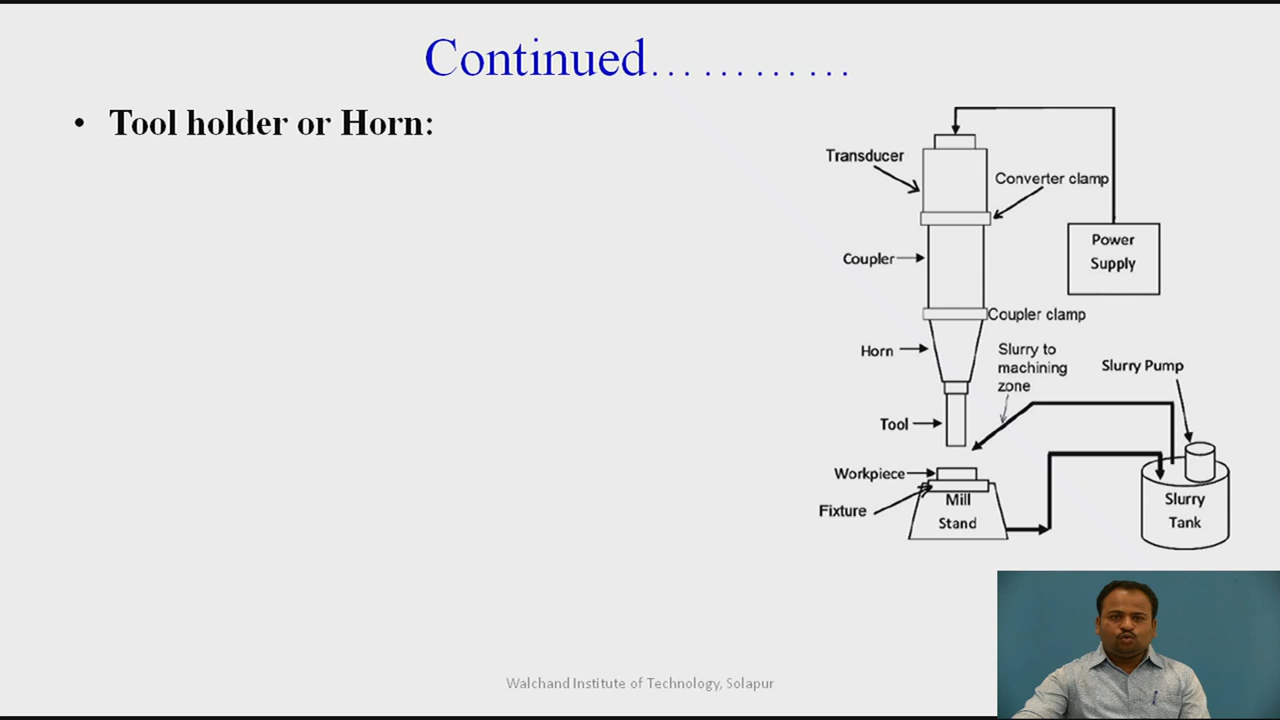 Continued…………
• Tool holder or Horn:
Transducer
Converter clamp
Power
Supply
Coupler
Coupler clamp
Horn
Slurry to
machining
zone
Slurry Pump
Tool
Workpiece
Fixture
Mill
Stand
Slurry
Tank
Walchand Institute of Technology, Solapur